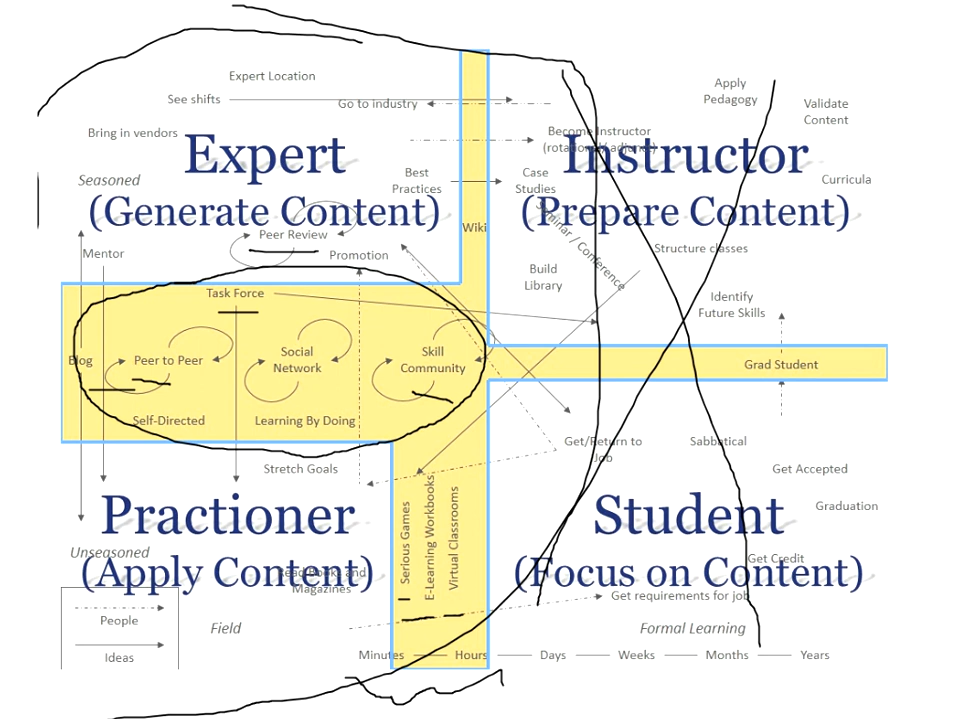 Expert Location
See shifts
Go to industry
Apply
Pedagogy
Validate
Content
Bring in vendors
Become Instructor
(rotational / adjunct)
Expert
Instructor
Best
Practices
Case
Studies
Seasoned
Curricula
(Generate Content)
(Prepare Content)
Wiki
Seminar / Conference
Peer Review
Mentor
Promotion
Structure classes
Build
Library
Task Force
Identify
Future Skills
Blog
Peer to Peer
Social
Network
Skill
Community
Grad Student
Self-Directed
Learning By Doing
Get/Return to
Job
Sabbatical
Stretch Goals
Get Accepted
Graduation
Practioner
Student
Serious Games
E-Learning Workbooks
Virtual Classrooms
Unseasoned
(Apply Content)
(Focus on Content)
Get Credit
Read Books and
Magazines
Get requirements for job
People
Field
Formal Learning
Ideas
Minutes
Hours
Days
Weeks
Months
Years